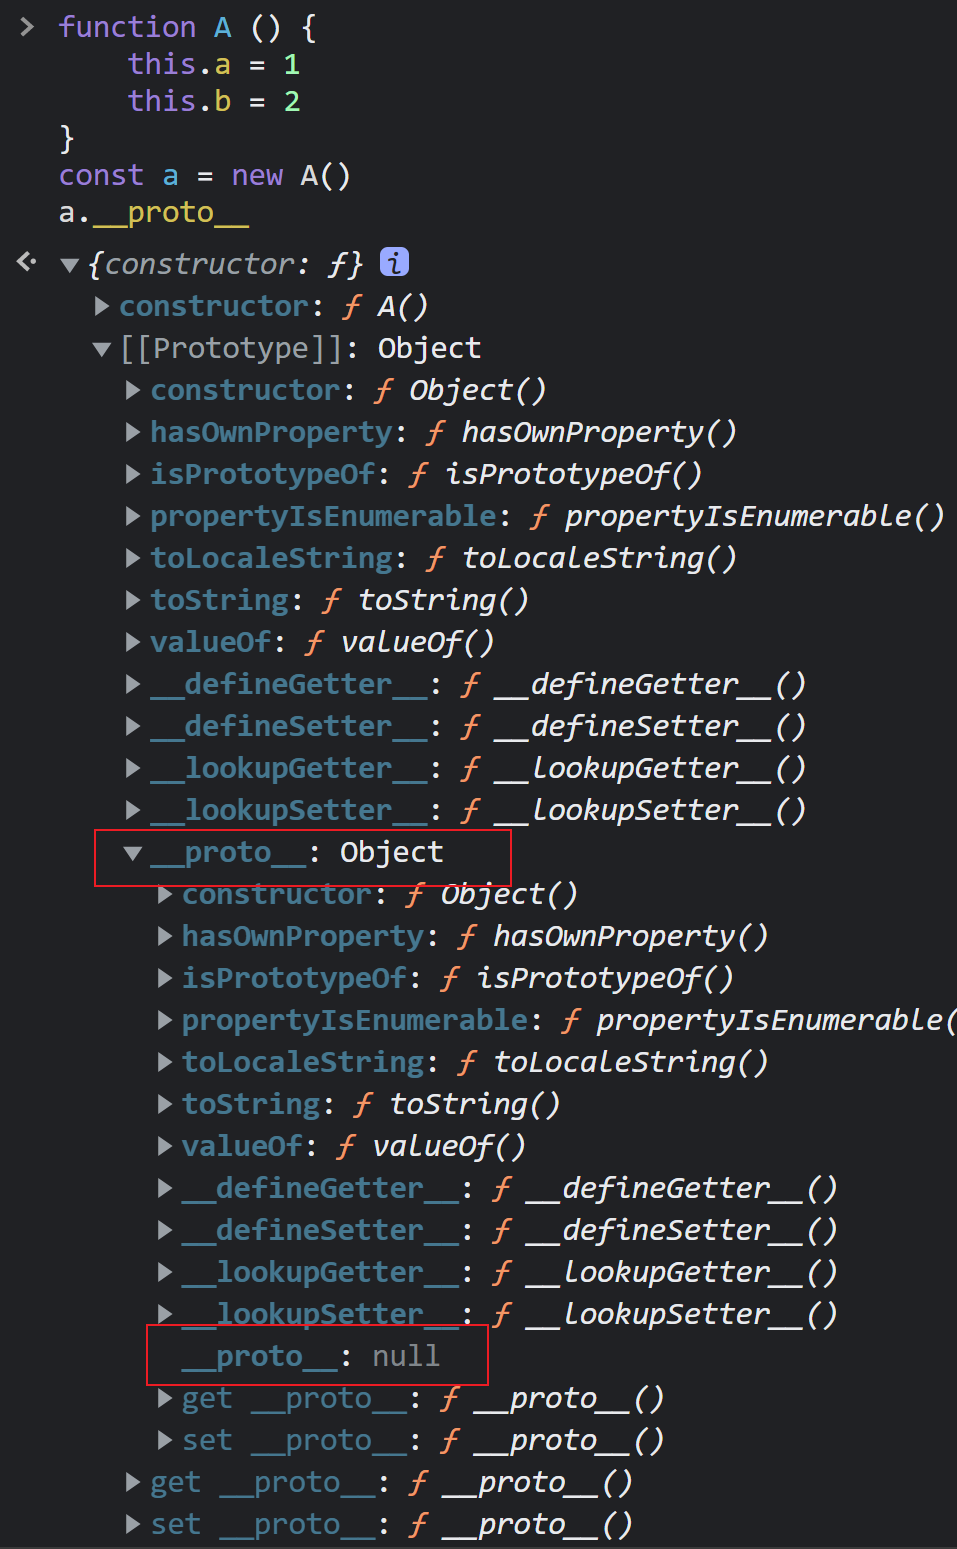 function A () {
this.a = 1
this.b = 2
}
const a = new A()
a.__proto__
{constructor: ƒ} i
constructor: ƒ A()
[[Prototype]]: Object
constructor: ƒ Object()
hasOwnProperty: ƒ hasOwnProperty()
isPrototypeOf: ƒ isPrototypeOf()
propertyIsEnumerable: ƒ propertyIsEnumerable()
toLocaleString: ƒ toLocaleString()
toString: ƒ toString()
valueOf: ƒ valueOf()
__defineGetter__: ƒ __defineGetter__()
__defineSetter__: ƒ __defineSetter__()
__lookupGetter__: ƒ __lookupGetter__()
__lookupSetter__: ƒ __lookupSetter__()
__proto__: Object
constructor: ƒ Object()
hasOwnProperty: ƒ hasOwnProperty()
isPrototypeOf: ƒ isPrototypeOf()
propertyIsEnumerable: ƒ propertyIsEnumerable(
toLocaleString: ƒ toLocaleString()
toString: ƒ toString()
valueOf: ƒ valueOf()
__defineGetter__: ƒ __defineGetter__()
__defineSetter__: ƒ __defineSetter__()
__lookupGetter__: ƒ __lookupGetter__()
__lookupSetter__: ƒ __lookupSetter__()
__proto__: null
get __proto__: ƒ __proto__()
set __proto__: ƒ __proto__()
get __proto__: ƒ __proto__()
set __proto__: ƒ __proto__()